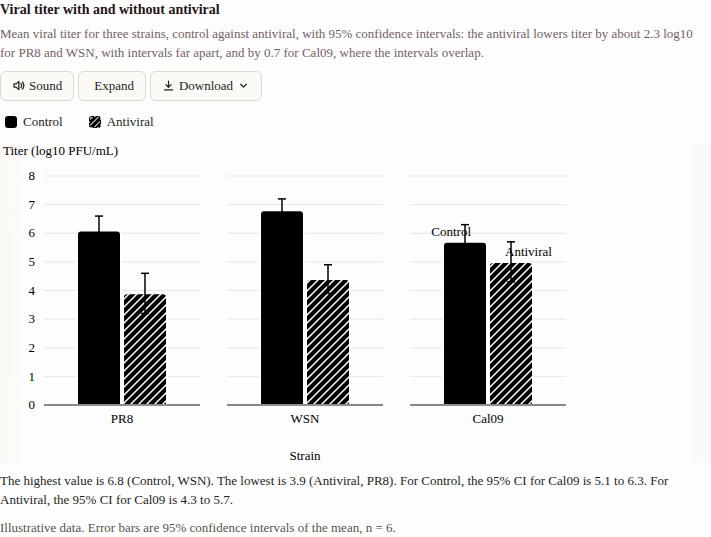 Viral titer with and without antiviral
Mean viral titer for three strains, control against antiviral, with 95% confidence intervals: the antiviral lowers titer by about 2.3 log10
for PR8 and WSN, with intervals far apart, and by 0.7 for Cal09, where the intervals overlap.
Sound Expand Download
Control Antiviral
Titer (log10 PFU/mL)
8
7
6
5
4
3
2
1
0
Control
Antiviral
PR8 WSN Cal09
Strain
The highest value is 6.8 (Control, WSN). The lowest is 3.9 (Antiviral, PR8). For Control, the 95% CI for Cal09 is 5.1 to 6.3. For
Antiviral, the 95% CI for Cal09 is 4.3 to 5.7.
Illustrative data. Error bars are 95% confidence intervals of the mean, n = 6.